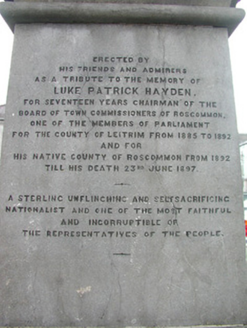 ERECTED BY
HIS FRIENDS AND ADMIRERS
AS A TRIBUTE TO THE MEMORY OF
LUKE PATRICK HAYDEN,
FOR SEVENTEEN YEARS CHAIRMAN OF THE
BOARD OF TOWN COMMISSIONERS OF ROSCOMMON,
ONE OF THE MEMBERS OF PARLIAMENT
FOR THE COUNTY OF LEITRIM FROM 1885 TO 1892
AND FOR
HIS NATIVE COUNTY OF ROSCOMMON FROM 1892
TILL HIS DEATH 23RD JUNE 1897.
A STERLING UNFLINCHING AND SELFSACRIFICING
NATIONALIST AND ONE OF THE MOST FAITHFUL
AND INCORRUPTIBLE OF
THE REPRESENTATIVES OF THE PEOPLE.